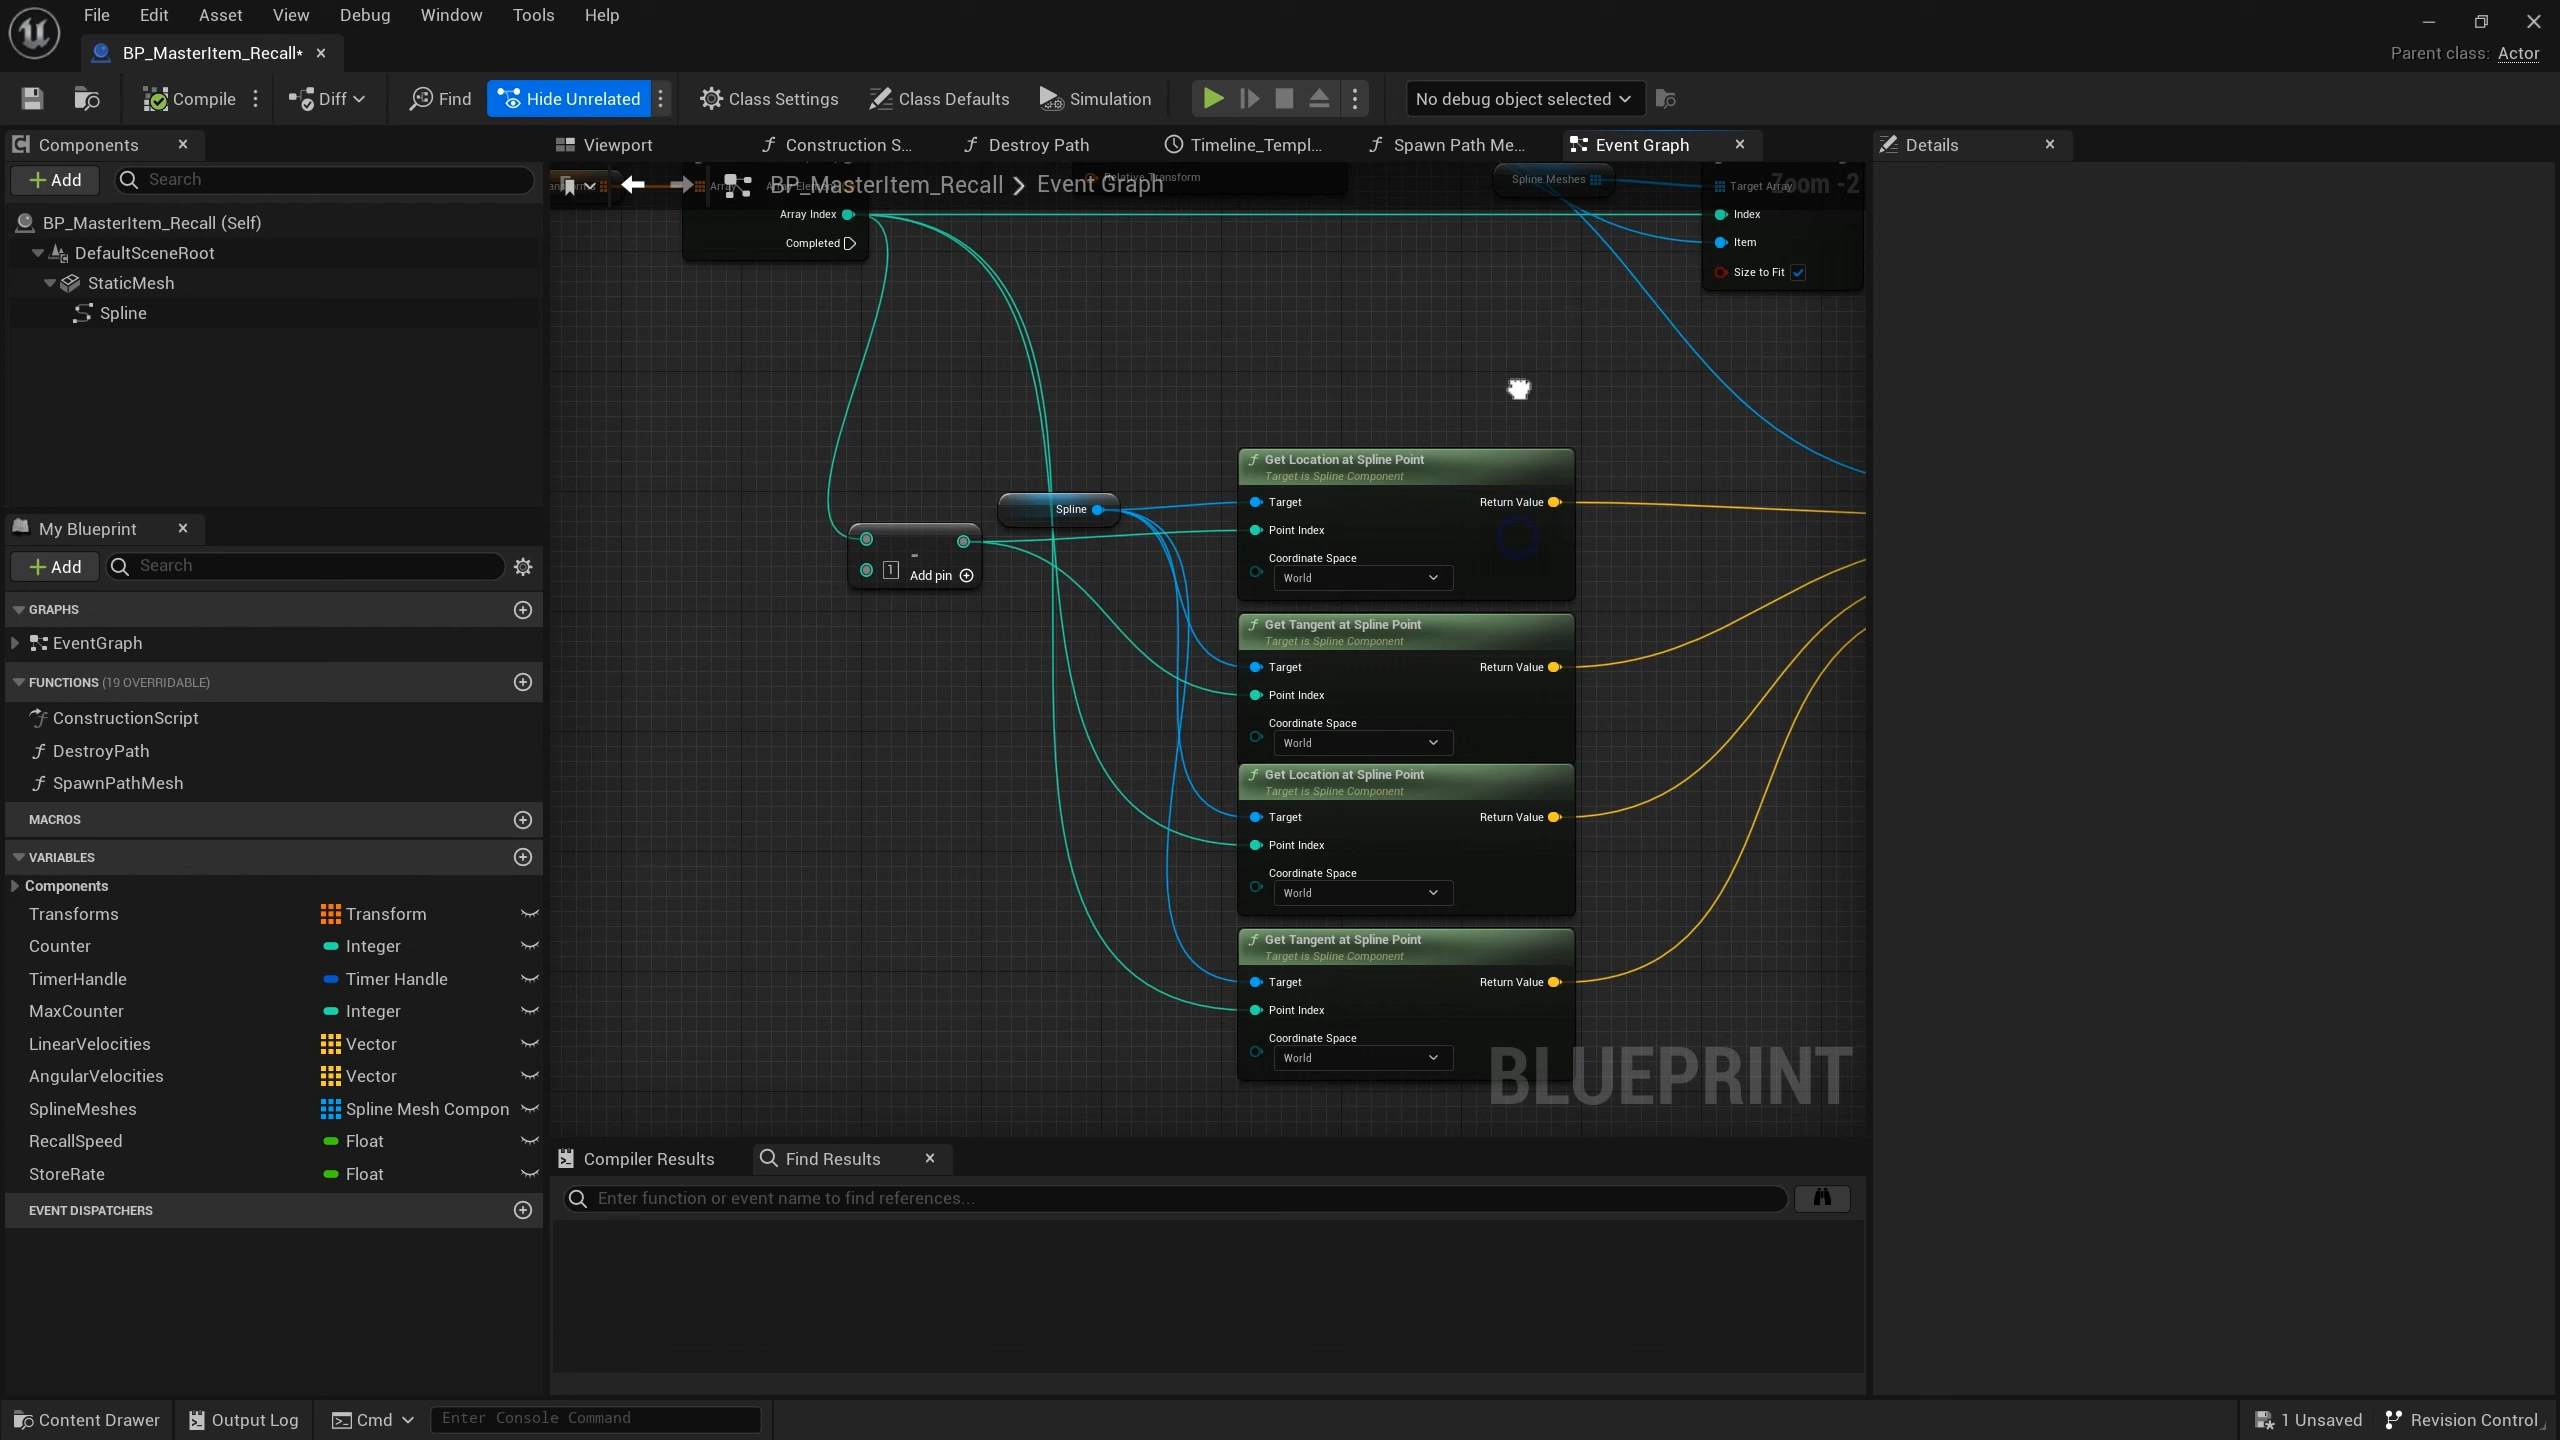 File Edit Asset View Debug Window Tools Help
BP_MasterItem_Recall*
Parent class: Actor
Compile Diff Find Hide Unrelated Class Settings Class Defaults Simulation No debug object selected
Components
Viewport Construction S... Destroy Path Timeline_Templ... Spawn Path Me... Event Graph
Details
Add Search
BP_MasterItem_Recall > Event Graph
Zoom -2
BP_MasterItem_Recall (Self)
DefaultSceneRoot
StaticMesh
Spline
Relative Transform
Array
Array Index
Completed
Spline Meshes
Target Array
Index
Item
Size to Fit
Spline
-
1 Add pin
Get Location at Spline Point
Target is Spline Component
Target Return Value
Point Index
Coordinate Space
World
Get Tangent at Spline Point
Target is Spline Component
Target Return Value
Point Index
Coordinate Space
World
Get Location at Spline Point
Target is Spline Component
Target Return Value
Point Index
Coordinate Space
World
Get Tangent at Spline Point
Target is Spline Component
Target Return Value
Point Index
Coordinate Space
World
BLUEPRINT
My Blueprint
Add Search
GRAPHS
EventGraph
FUNCTIONS (19 OVERRIDABLE)
ConstructionScript
DestroyPath
SpawnPathMesh
MACROS
VARIABLES
Components
Transforms Transform
Counter Integer
TimerHandle Timer Handle
MaxCounter Integer
LinearVelocities Vector
AngularVelocities Vector
SplineMeshes Spline Mesh Compon
RecallSpeed Float
StoreRate Float
EVENT DISPATCHERS
Compiler Results Find Results
Enter function or event name to find references...
Content Drawer Output Log Cmd Enter Console Command
1 Unsaved Revision Control